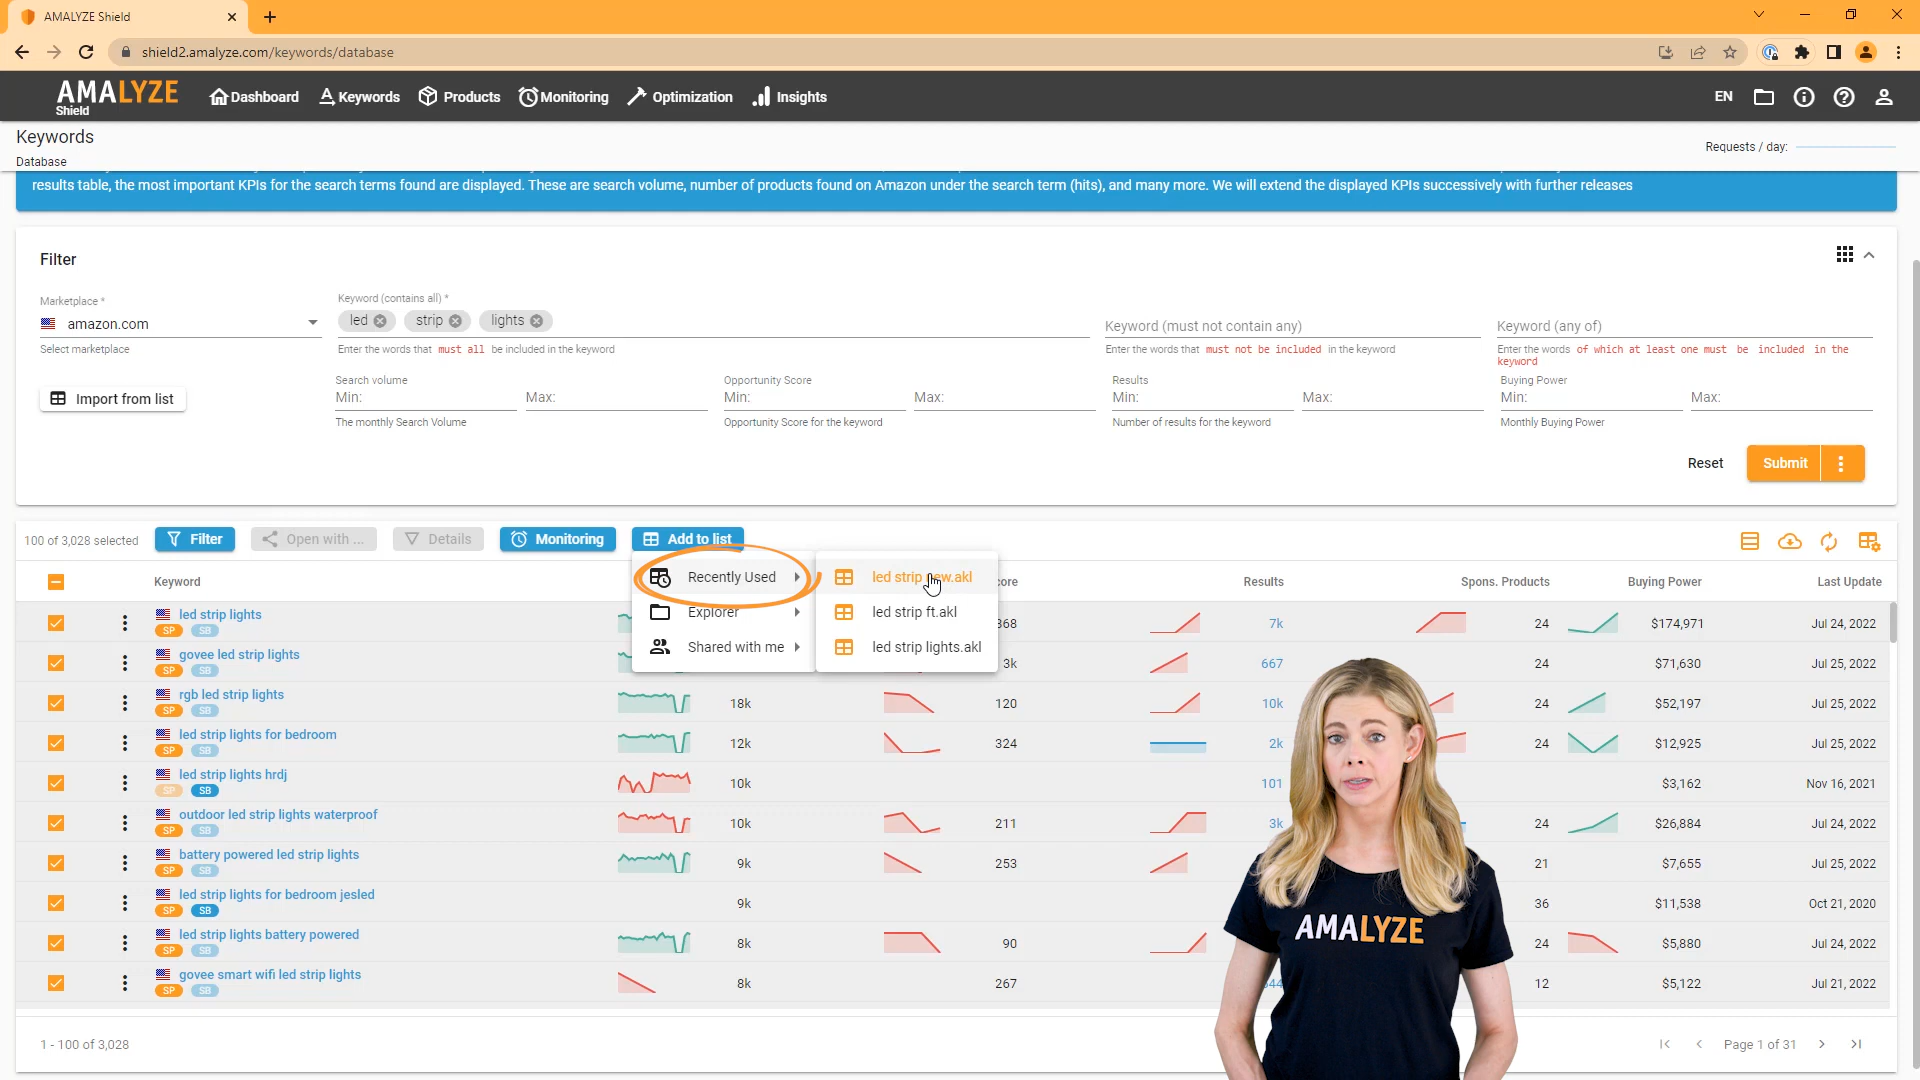 AMALYZE Shield
shield2.amalyze.com/keywords/database
AMALYZE
Shield
Dashboard Keywords Products Monitoring Optimization Insights EN
Keywords
Database
Requests / day:
results table, the most important KPIs for the search terms found are displayed. These are search volume, number of products found on Amazon under the search term (hits), and many more. We will extend the displayed KPIs successively with further releases
Filter
Marketplace * Keyword (contains all) *
amazon.com led strip lights Keyword (must not contain any) Keyword (any of)
Select marketplace Enter the words that must all be included in the keyword Enter the words that must not be included in the keyword Enter the words of which at least one must be included in the
keyword
Search volume Opportunity Score Results Buying Power
Import from list Min: Max: Min: Max: Min: Max: Min: Max:
The monthly Search Volume Opportunity Score for the keyword Number of results for the keyword Monthly Buying Power
Reset Submit
100 of 3,028 selected Filter Open with ... Details Monitoring Add to list
Recently Used
Explorer
Shared with me
led strip
led strip ft.akl
led strip lights.akl
Keyword Results Spons. Products Buying Power Last Update
led strip lights 7k 24 $174,971 Jul 24, 2022
SP SB
govee led strip lights 3k 667 24 $71,630 Jul 25, 2022
SP SB
rgb led strip lights 18k 120 10k 24 $52,197 Jul 25, 2022
SP SB
led strip lights for bedroom 12k 324 2k 24 $12,925 Jul 25, 2022
SP SB
led strip lights hrdj 10k 101 $3,162 Nov 16, 2021
SP SB
outdoor led strip lights waterproof 10k 211 3k 24 $26,884 Jul 24, 2022
SP SB
battery powered led strip lights 9k 253 21 $7,655 Jul 25, 2022
SP SB
led strip lights for bedroom jesled 9k 36 $11,538 Oct 21, 2020
SP SB
led strip lights battery powered 8k 90 24 $5,880 Jul 24, 2022
SP SB
govee smart wifi led strip lights 8k 267 12 $5,122 Jul 21, 2022
SP SB
AMALYZE
1 - 100 of 3,028 Page 1 of 31